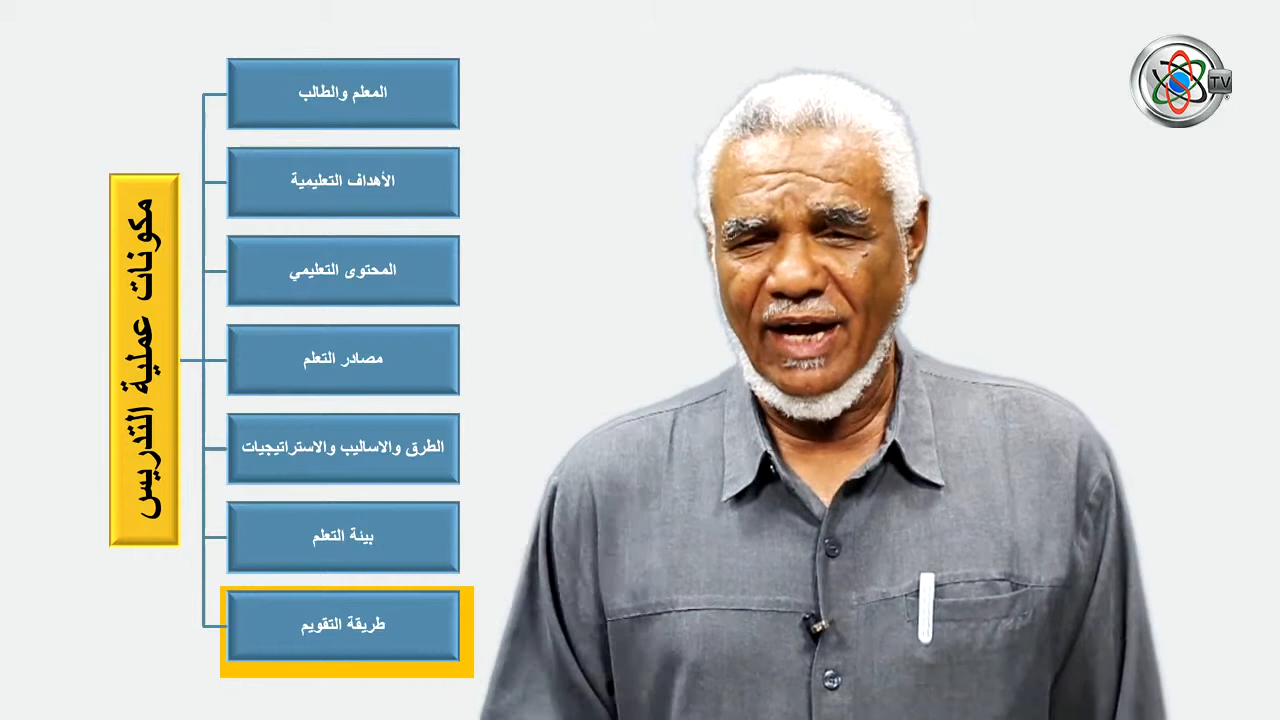 مكونات عملية التدريس
المعلم والطالب
الأهداف التعليمية
المحتوى التعليمي
مصادر التعلم
الطرق والاساليب والاستراتيجيات
بيئة التعلم
طريقة التقويم
TV